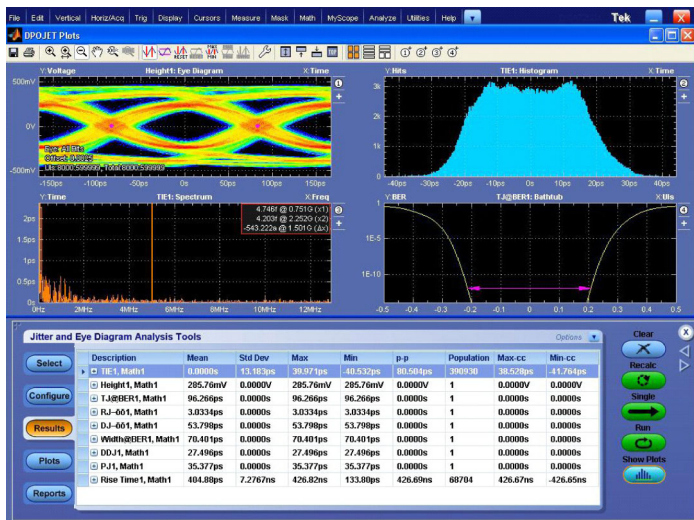 File Edit Vertical Horiz/Acq Trig Display Cursors Measure Mask Math MyScope Analyze Utilities Help Tek
DPOJET Plots
Y:Voltage Height1: Eye Diagram X:Time
500mV
0V
-500mV
Eye: All Bits
Offset: 0.0025
UIs: 8000:599999, Total: 8000:599999
-150ps -100ps -50ps 0s 50ps 100ps 150ps
Y:Hits TIE1: Histogram X:Time
3k
2k
1k
0
-40ps -30ps -20ps -10ps 0s 10ps 20ps 30ps 40ps
Y:Time TIE1: Spectrum X:Freq
4.746f @ 0.751G (x1)
4.203f @ 2.252G (x2)
-543.222a @ 1.501G (Δx)
2ps
1.5ps
1ps
0.5ps
0s
0Hz 2MHz 4MHz 6MHz 8MHz 10MHz 12MHz
Y:BER TJ@BER1: Bathtub X:UIs
1
1E-5
1E-10
-0.5 -0.4 -0.3 -0.2 -0.1 0 0.1 0.2 0.3 0.4 0.5
Jitter and Eye Diagram Analysis Tools Options
Select
Configure
Results
Plots
Reports
Description Mean Std Dev Max Min p-p Population Max-cc Min-cc
TIE1, Math1 0.0000s 13.183ps 39.971ps -40.532ps 80.504ps 390930 38.528ps -41.764ps
Height1, Math1 285.76mV 0.0000V 285.76mV 285.76mV 0.0000V 1 0.0000V 0.0000V
TJ@BER1, Math1 96.266ps 0.0000s 96.266ps 96.266ps 0.0000s 1 0.0000s 0.0000s
RJ-δδ1, Math1 3.0334ps 0.0000s 3.0334ps 3.0334ps 0.0000s 1 0.0000s 0.0000s
DJ-δδ1, Math1 53.798ps 0.0000s 53.798ps 53.798ps 0.0000s 1 0.0000s 0.0000s
Width@BER1, Math1 70.401ps 0.0000s 70.401ps 70.401ps 0.0000s 1 0.0000s 0.0000s
DDJ1, Math1 27.496ps 0.0000s 27.496ps 27.496ps 0.0000s 1 0.0000s 0.0000s
PJ1, Math1 35.377ps 0.0000s 35.377ps 35.377ps 0.0000s 1 0.0000s 0.0000s
Rise Time1, Math1 404.88ps 7.2767ns 426.82ns 133.80ps 426.69ns 68704 426.67ns -426.65ns
Clear
Recalc
Single
Run
Show Plots